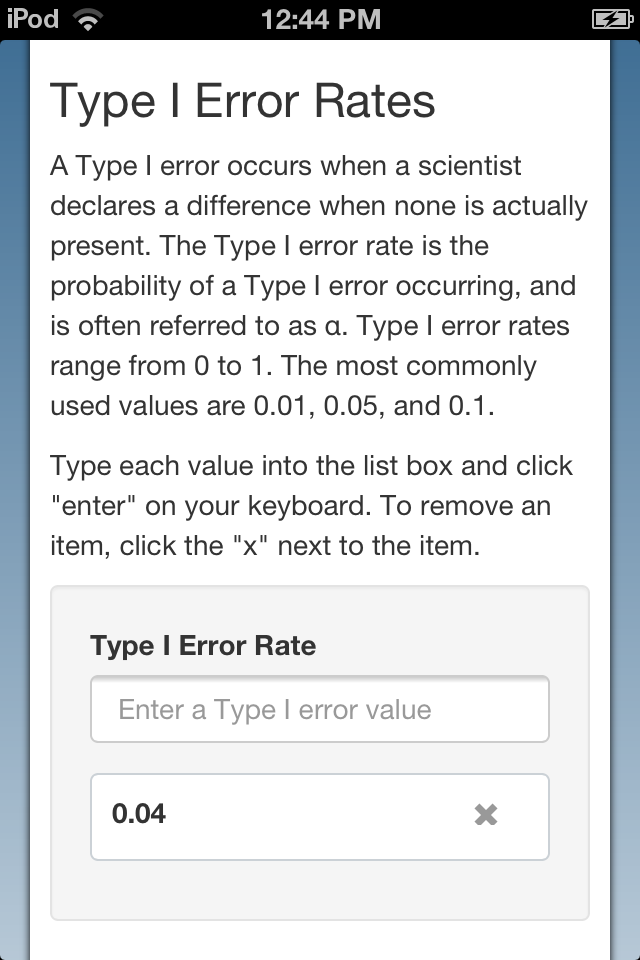 iPod 12:44 PM
Type I Error Rates
A Type I error occurs when a scientist
declares a difference when none is actually
present. The Type I error rate is the
probability of a Type I error occurring, and
is often referred to as α. Type I error rates
range from 0 to 1. The most commonly
used values are 0.01, 0.05, and 0.1.
Type each value into the list box and click
"enter" on your keyboard. To remove an
item, click the "x" next to the item.
Type I Error Rate
Enter a Type I error value
0.04